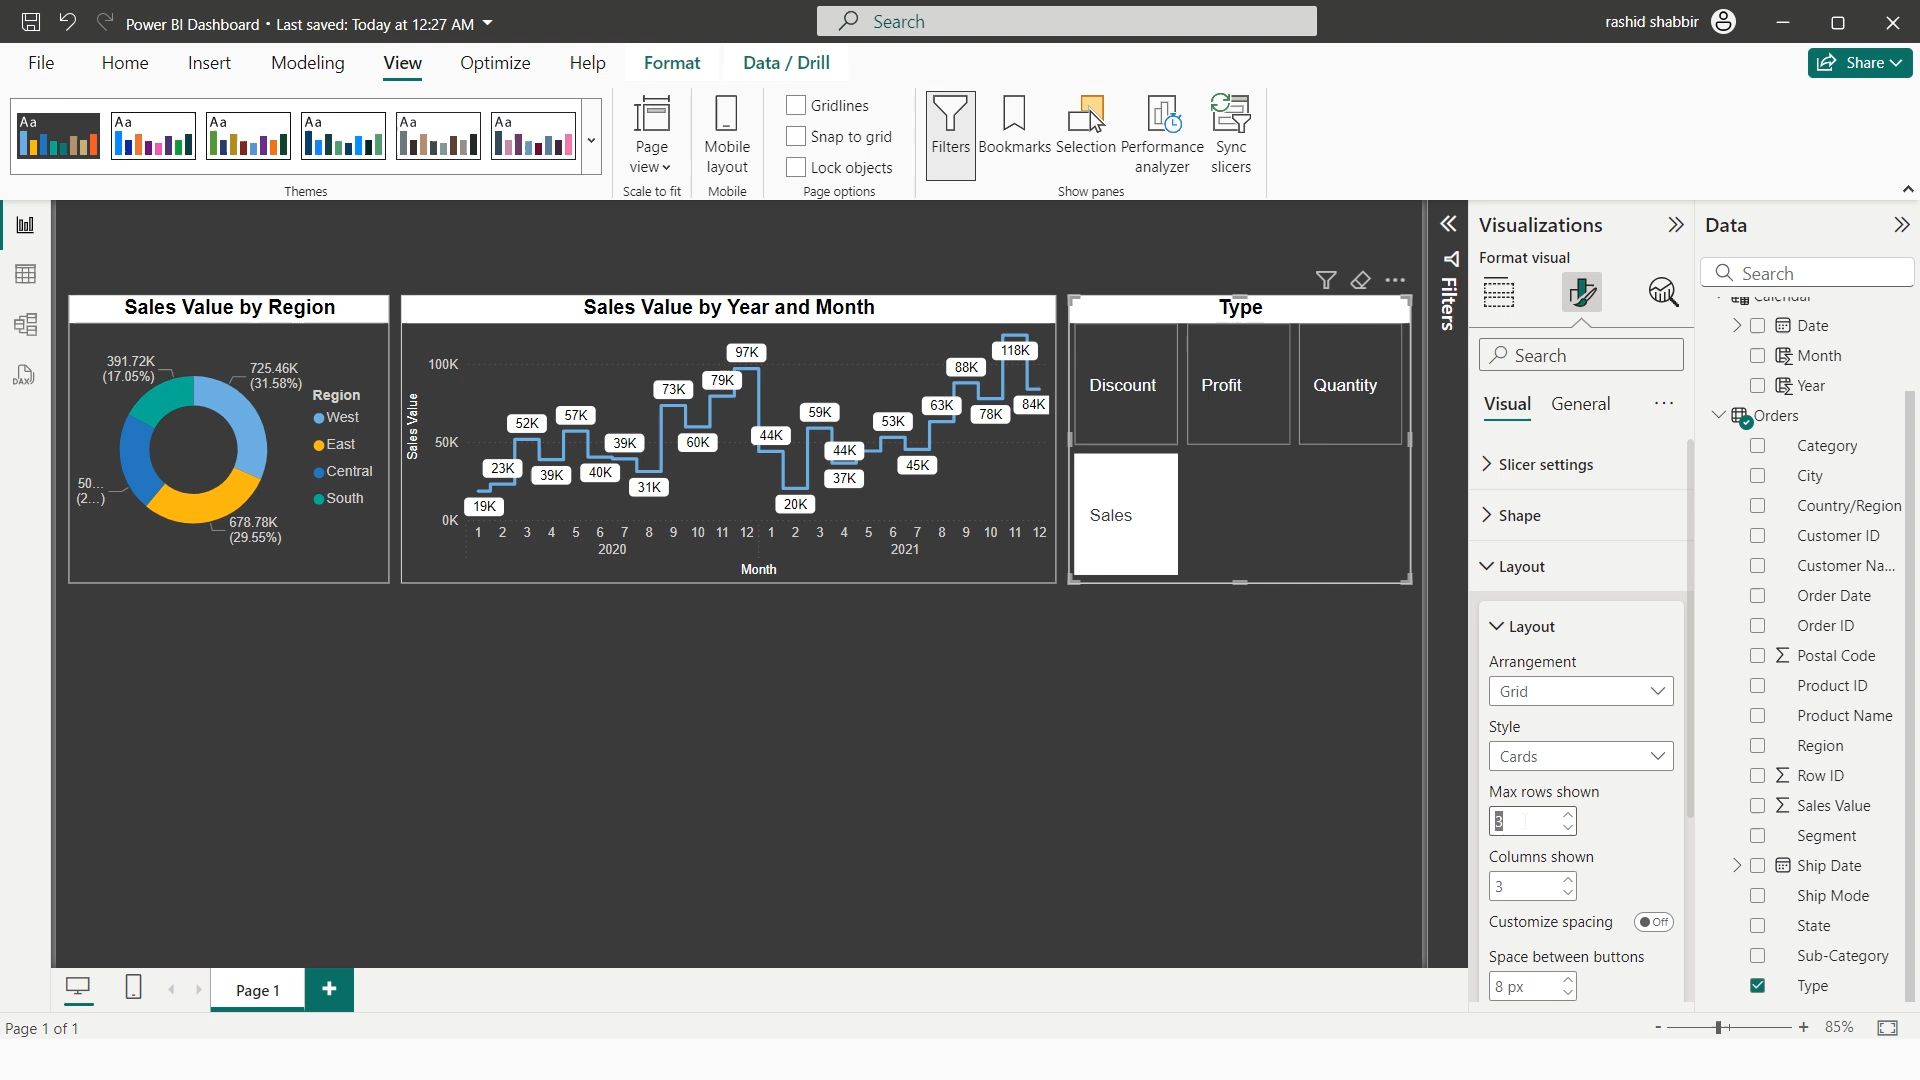 Power BI Dashboard • Last saved: Today at 12:27 AM
Search
rashid shabbir
File
Home
Insert
Modeling
View
Optimize
Help
Format
Data / Drill
Share
Aa
Aa
Aa
Aa
Aa
Aa
Themes
Page view
Scale to fit
Mobile layout
Mobile
Gridlines
Snap to grid
Lock objects
Page options
Filters
Bookmarks
Selection
Performance analyzer
Sync slicers
Show panes
DAX
Sales Value by Region
391.72K
(17.05%)
725.46K
(31.58%)
50...
(2...)
678.78K
(29.55%)
Region
West
East
Central
South
Sales Value by Year and Month
Sales Value
100K
50K
0K
19K
23K
52K
39K
57K
40K
39K
31K
73K
60K
79K
97K
44K
20K
59K
37K
44K
53K
45K
63K
88K
78K
118K
84K
1 2 3 4 5 6 7 8 9 10 11 12 1 2 3 4 5 6 7 8 9 10 11 12
2020 2021
Month
Type
Discount
Profit
Quantity
Sales
Filters
Visualizations
Format visual
Search
Visual
General
Slicer settings
Shape
Layout
Layout
Arrangement
Grid
Style
Cards
Max rows shown
3
Columns shown
3
Customize spacing
Off
Space between buttons
8 px
Data
Search
Calendar
Date
Month
Year
Orders
Category
City
Country/Region
Customer ID
Customer Na...
Order Date
Order ID
Postal Code
Product ID
Product Name
Region
Row ID
Sales Value
Segment
Ship Date
Ship Mode
State
Sub-Category
Type
Page 1
Page 1 of 1
- + 85%